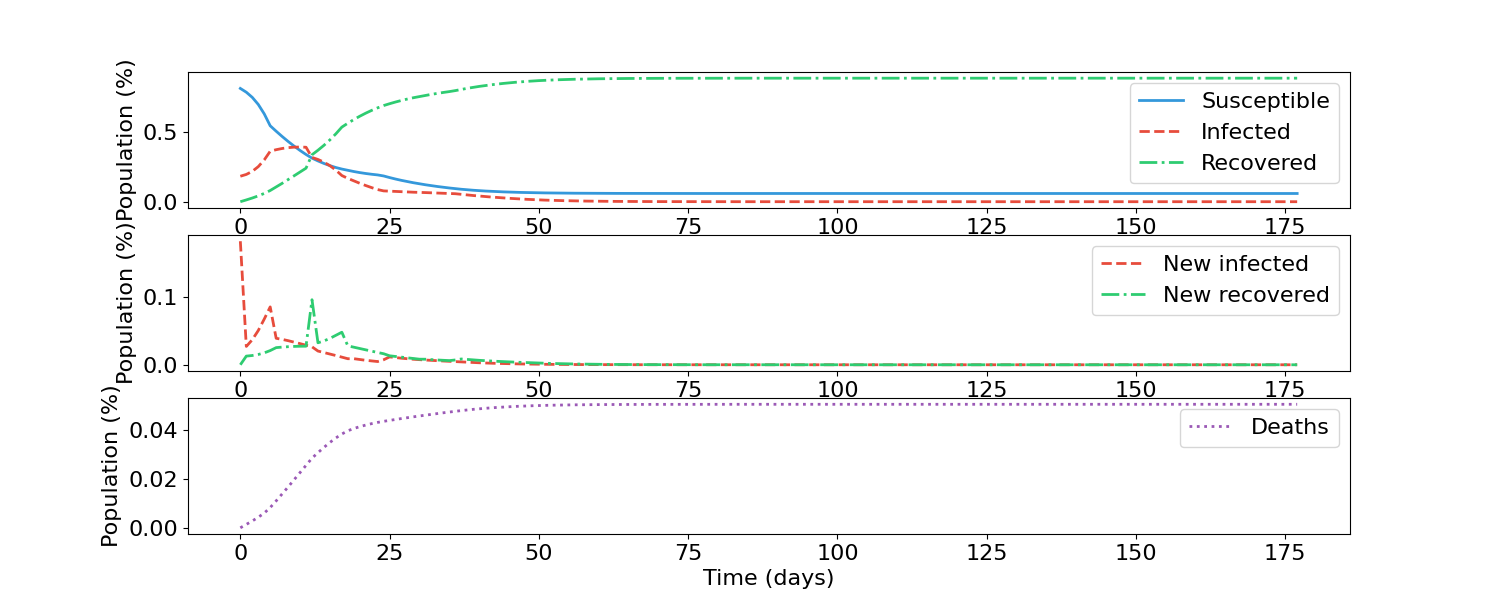 Population (%)
0.5
0.0
Susceptible
Infected
Recovered
0 25 50 75 100 125 150 175
Population (%)
0.1
0.0
New infected
New recovered
0 25 50 75 100 125 150 175
Population (%)
0.04
0.02
0.00
Deaths
0 25 50 75 100 125 150 175
Time (days)